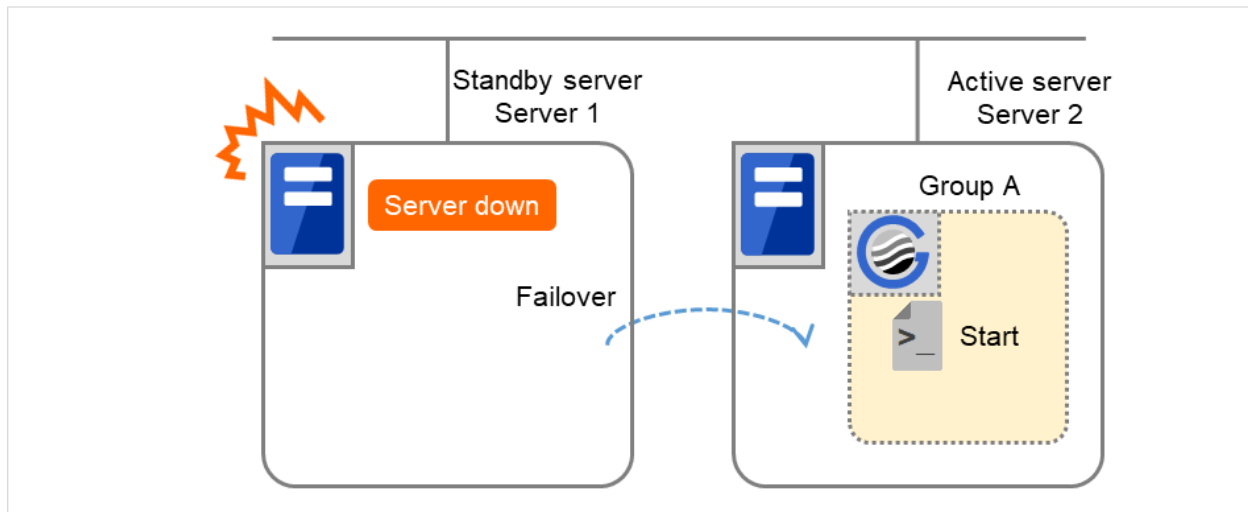 Standby server
Server 1
Active server
Server 2
Server down
Group A
Failover
>_
Start